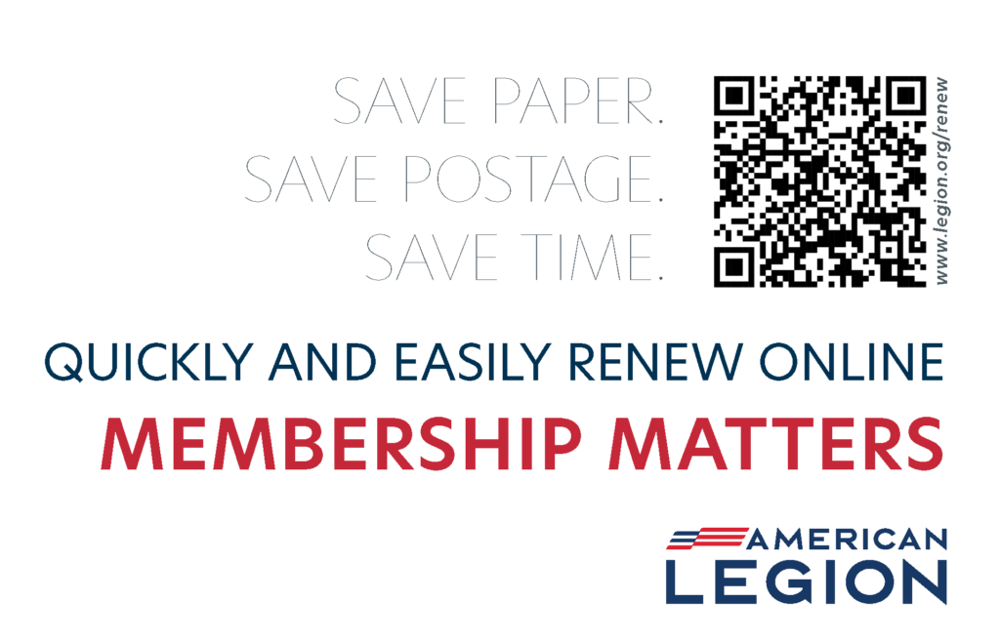 SAVE PAPER.
SAVE POSTAGE.
SAVE TIME.
www.legion.org/renew
QUICKLY AND EASILY RENEW ONLINE
MEMBERSHIP MATTERS
AMERICAN
LEGION